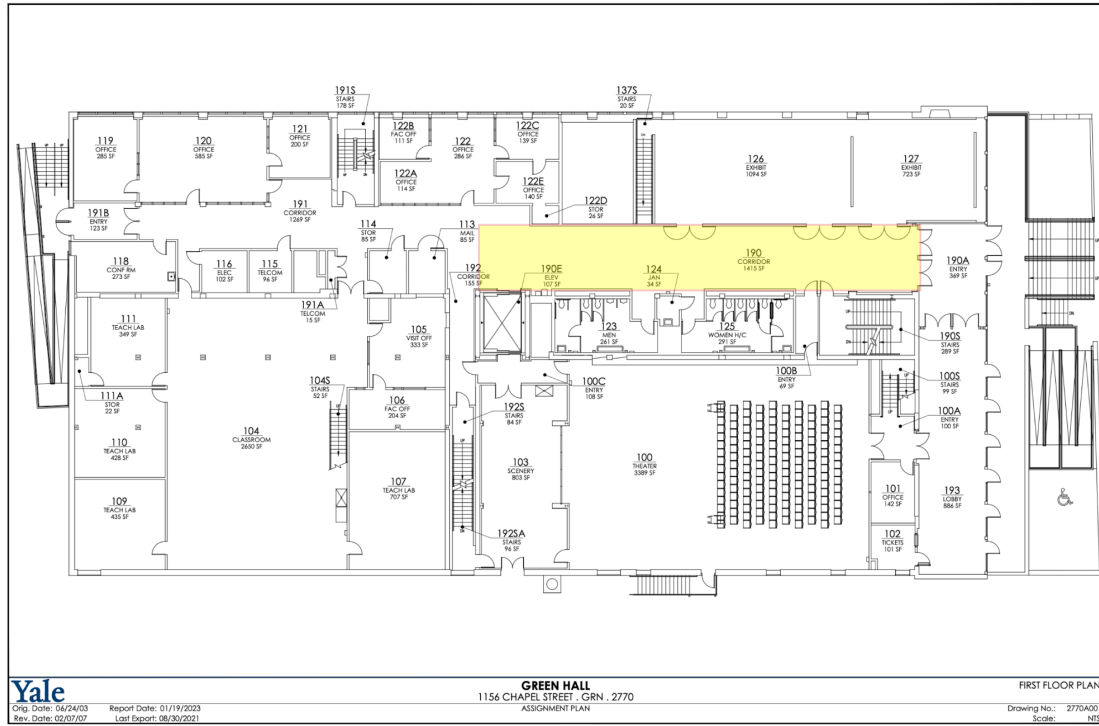 191S
STAIRS
178 SF
137S
STAIRS
20 SF
119
OFFICE
285 SF
120
OFFICE
585 SF
121
OFFICE
200 SF
122B
FAC OFF
111 SF
122
OFFICE
286 SF
122C
OFFICE
139 SF
122A
OFFICE
114 SF
122E
OFFICE
140 SF
122D
STOR
26 SF
126
EXHIBIT
1094 SF
127
EXHIBIT
723 SF
191B
ENTRY
123 SF
191
CORRIDOR
1269 SF
114
STOR
85 SF
113
MAIL
85 SF
118
CONF RM
273 SF
116
ELEC
102 SF
115
TELCOM
96 SF
192
CORRIDOR
155 SF
190E
ELEV
107 SF
124
JAN
34 SF
190
CORRIDOR
1415 SF
190A
ENTRY
369 SF
191A
TELCOM
15 SF
111
TEACH LAB
349 SF
105
VISIT OFF
333 SF
123
MEN
261 SF
125
WOMEN H/C
291 SF
190S
STAIRS
289 SF
111A
STOR
22 SF
104S
STAIRS
52 SF
106
FAC OFF
204 SF
100C
ENTRY
108 SF
100B
ENTRY
69 SF
100S
STAIRS
99 SF
100A
ENTRY
100 SF
192S
STAIRS
84 SF
110
TEACH LAB
428 SF
104
CLASSROOM
2650 SF
103
SCENERY
803 SF
100
THEATER
3389 SF
107
TEACH LAB
707 SF
101
OFFICE
142 SF
193
LOBBY
886 SF
109
TEACH LAB
435 SF
192SA
STAIRS
96 SF
102
TICKETS
101 SF
Yale
GREEN HALL
1156 CHAPEL STREET . GRN . 2770
ASSIGNMENT PLAN
FIRST FLOOR PLAN
Orig. Date: 06/24/03
Report Date: 01/19/2023
Rev. Date: 02/07/07
Last Export: 08/30/2021
Drawing No.: 2770A001
Scale: NTS